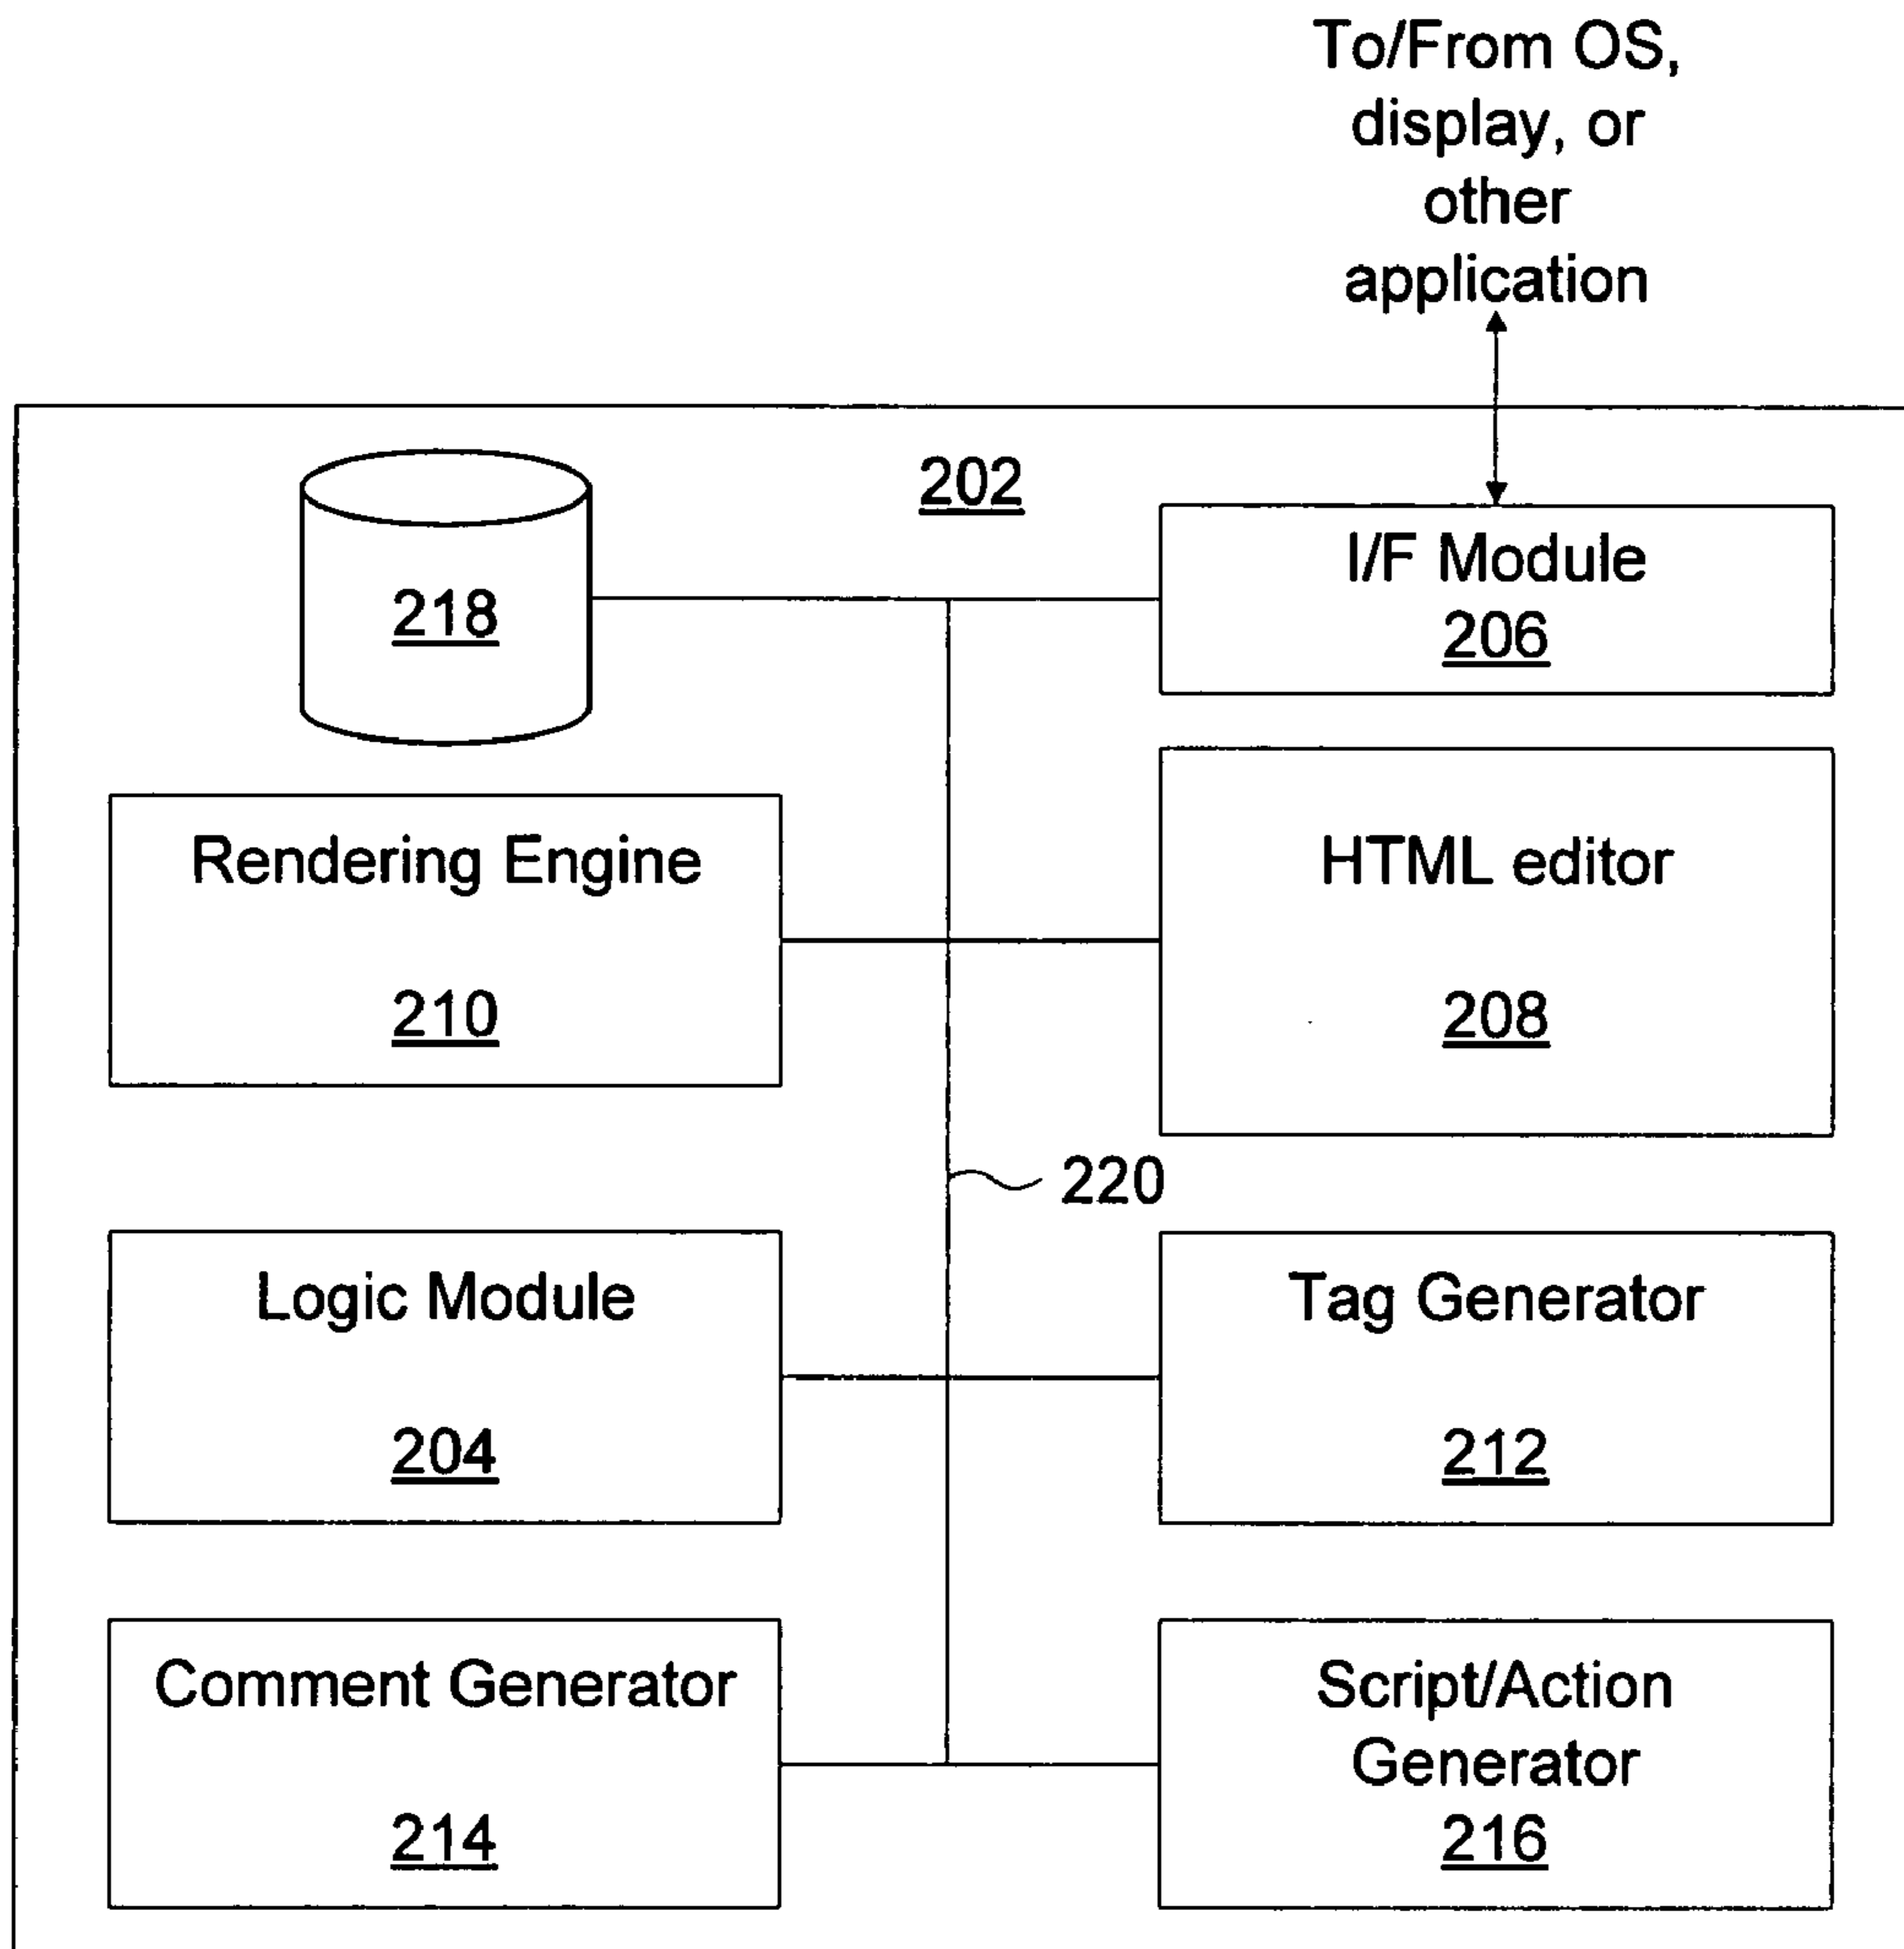 To/From OS,
display, or
other
application
202
218
I/F Module
206
Rendering Engine
210
HTML editor
208
220
Logic Module
204
Tag Generator
212
Comment Generator
214
Script/Action
Generator
216